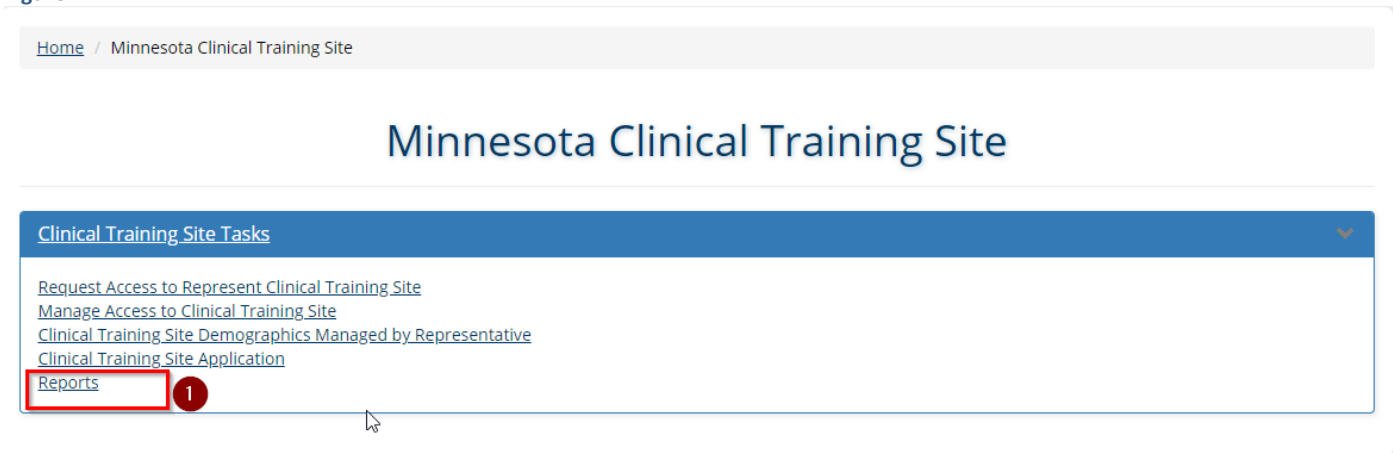 Home / Minnesota Clinical Training Site
Minnesota Clinical Training Site
Clinical Training Site Tasks
Request Access to Represent Clinical Training Site
Manage Access to Clinical Training Site
Clinical Training Site Demographics Managed by Representative
Clinical Training Site Application
Reports
1